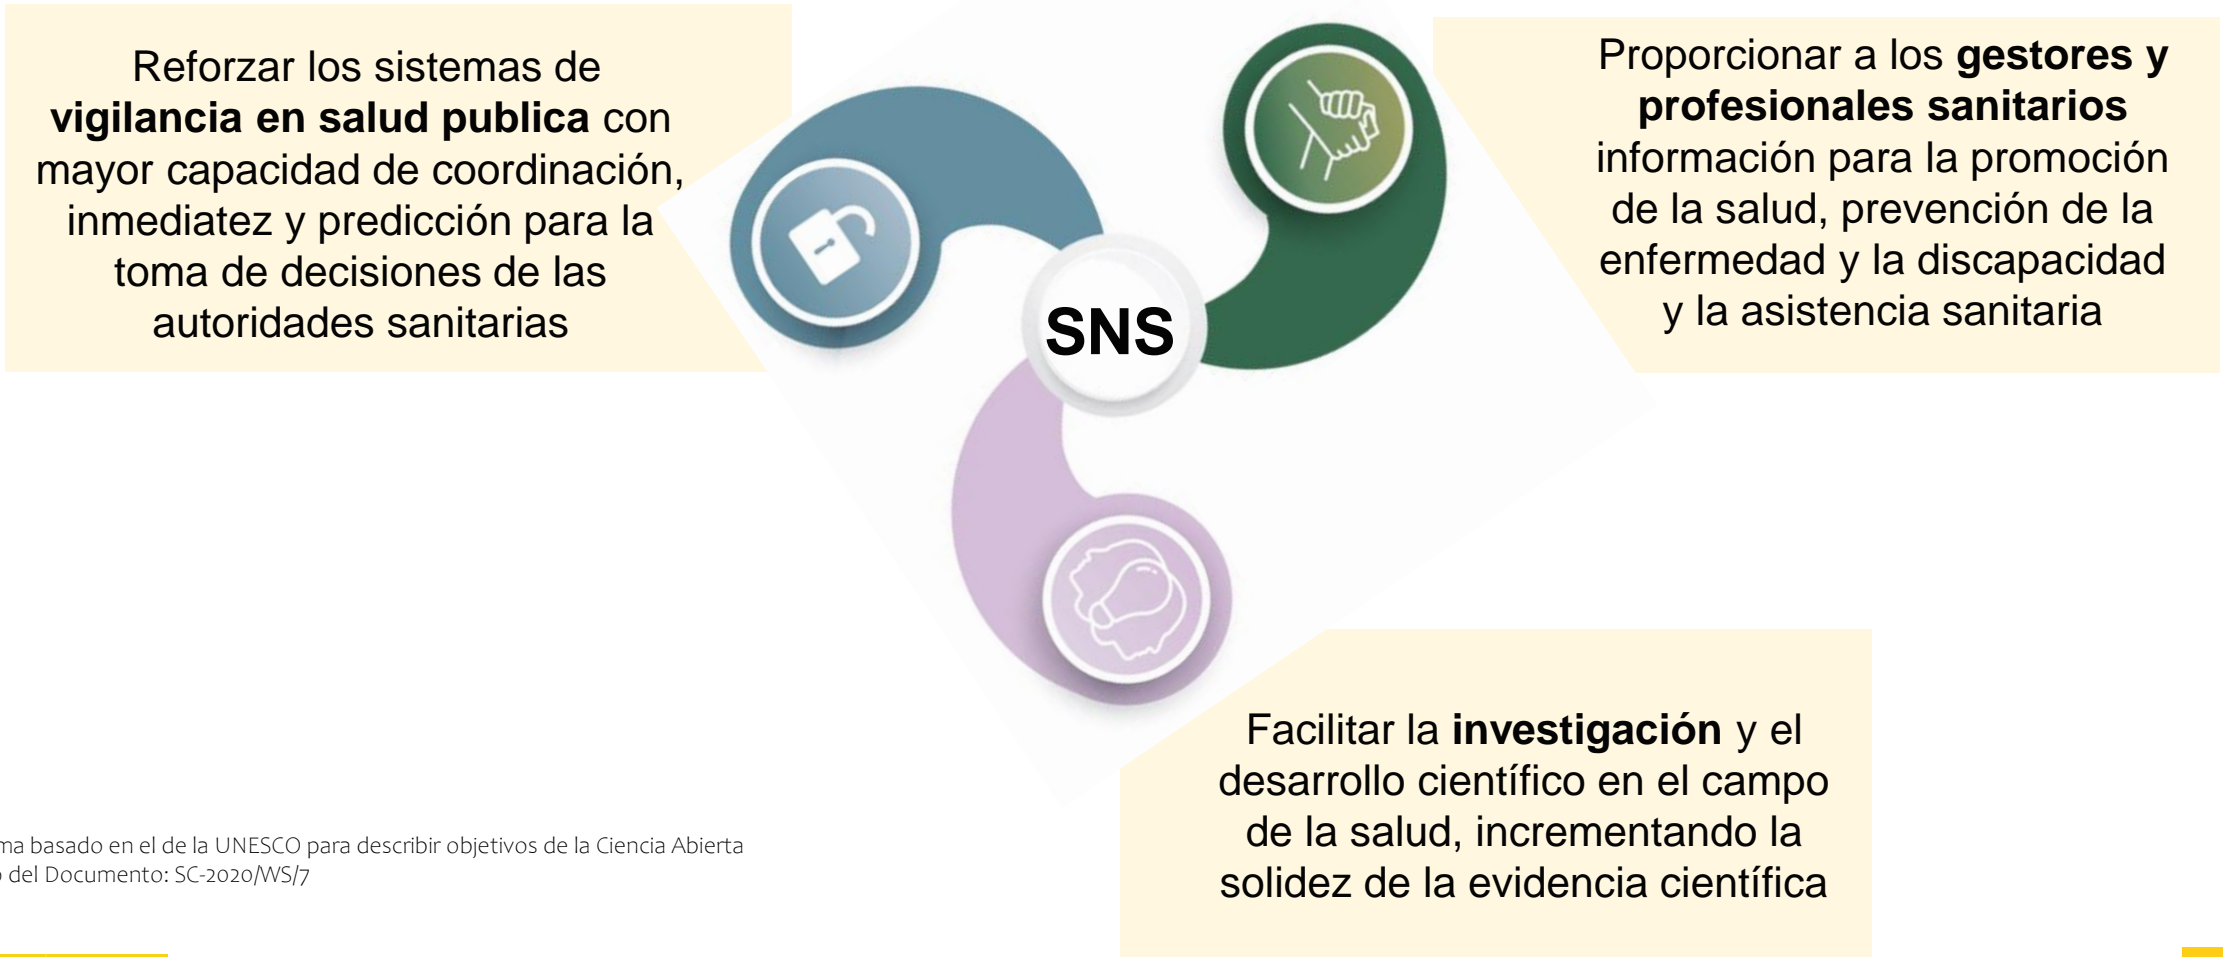 Reforzar los sistemas de
vigilancia en salud publica con
mayor capacidad de coordinación,
inmediatez y predicción para la
toma de decisiones de las
autoridades sanitarias
Proporcionar a los gestores y
profesionales sanitarios
información para la promoción
de la salud, prevención de la
enfermedad y la discapacidad
y la asistencia sanitaria
SNS
Facilitar la investigación y el
desarrollo científico en el campo
de la salud, incrementando la
solidez de la evidencia científica
basado en el de la UNESCO para describir objetivos de la Ciencia Abierta
del Documento: SC-2020/WS/7